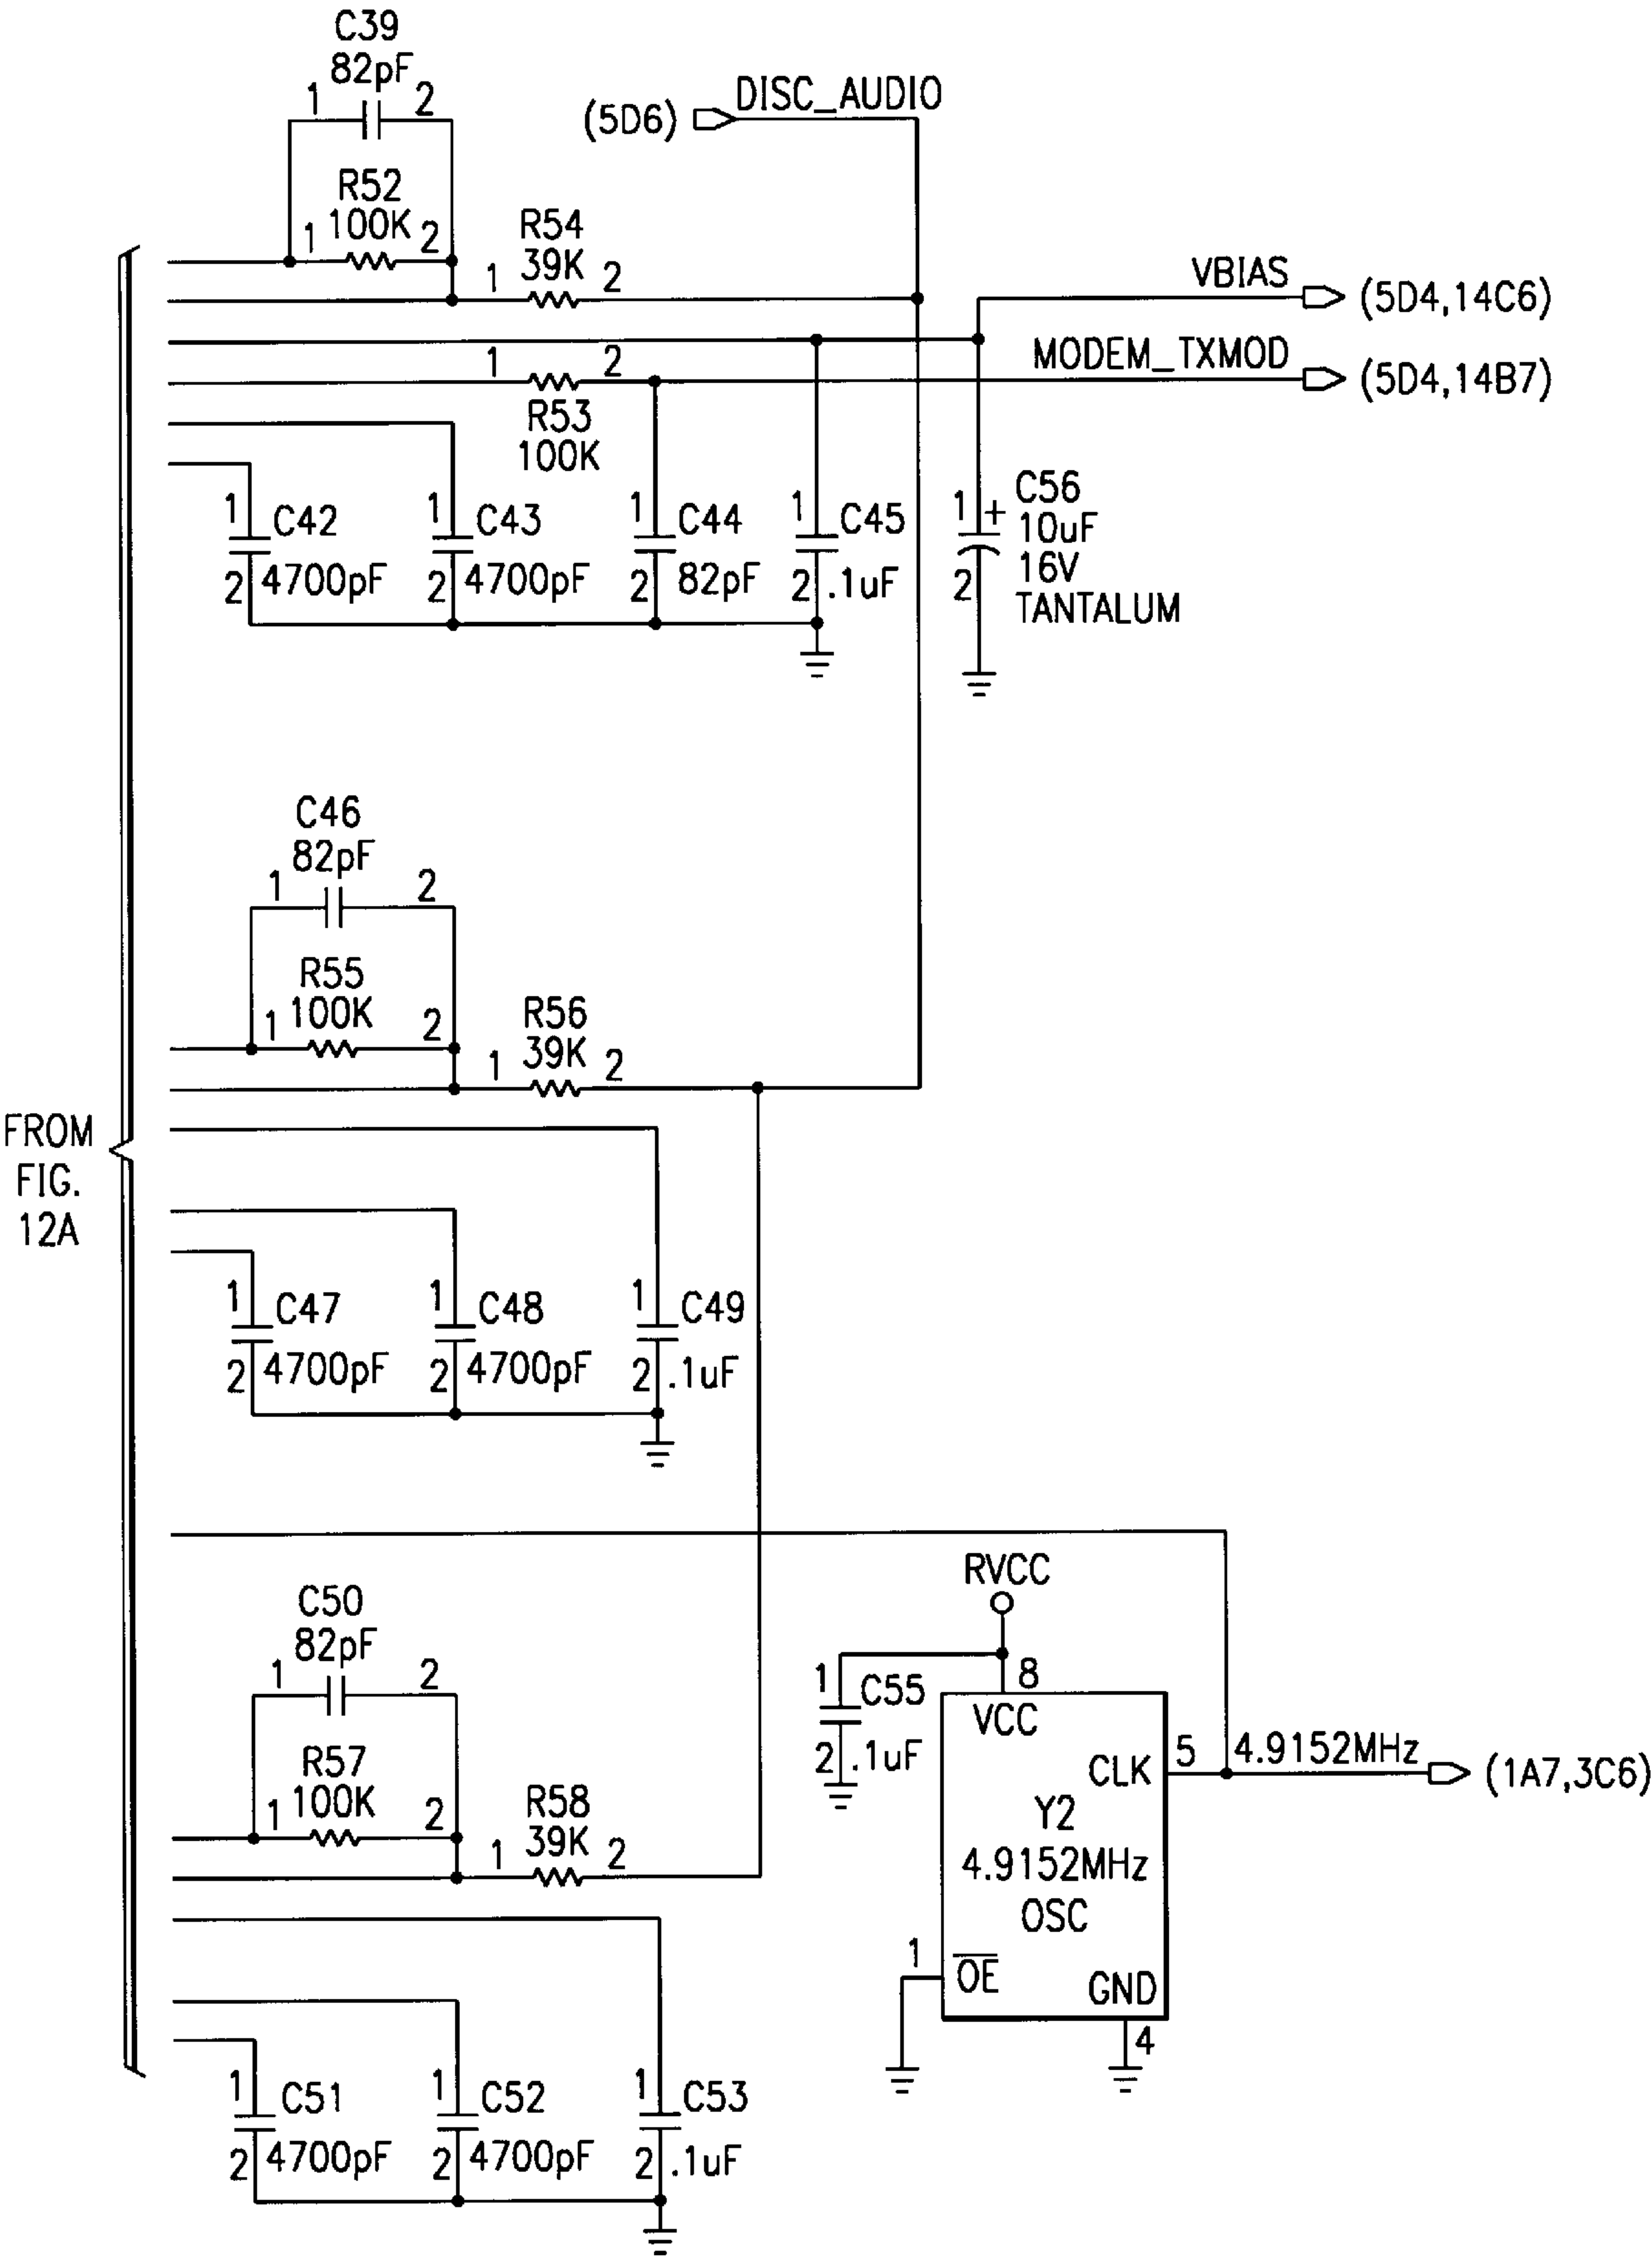 C39
82pF
1 2
R52
100K
1 2
(5D6) DISC_AUDIO
R54
39K
1 2
VBIAS (5D4,14C6)
MODEM_TXMOD (5D4,14B7)
1 2
R53
100K
1 C42
2 4700pF
1 C43
2 4700pF
1 C44
2 82pF
1 C45
2 .1uF
1 + C56
10uF
16V
2
TANTALUM
C46
82pF
1 2
R55
100K
1 2
R56
39K
1 2
FROM
FIG.
12A
1 C47
2 4700pF
1 C48
2 4700pF
1 C49
2 .1uF
C50
82pF
1 2
R57
100K
1 2
R58
39K
1 2
RVCC
1 C55
2 .1uF
8
VCC
CLK 5 4.9152MHz (1A7,3C6)
Y2
4.9152MHz
OSC
1 O̅E̅
GND
4
1 C51
2 4700pF
1 C52
2 4700pF
1 C53
2 .1uF